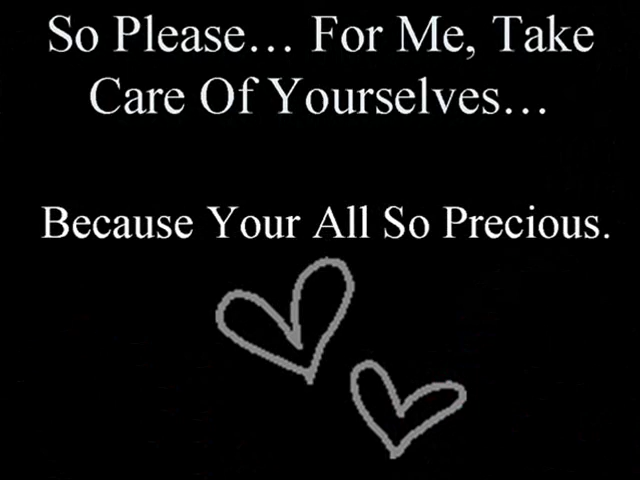 So Please… For Me, Take
Care Of Yourselves…
Because Your All So Precious.